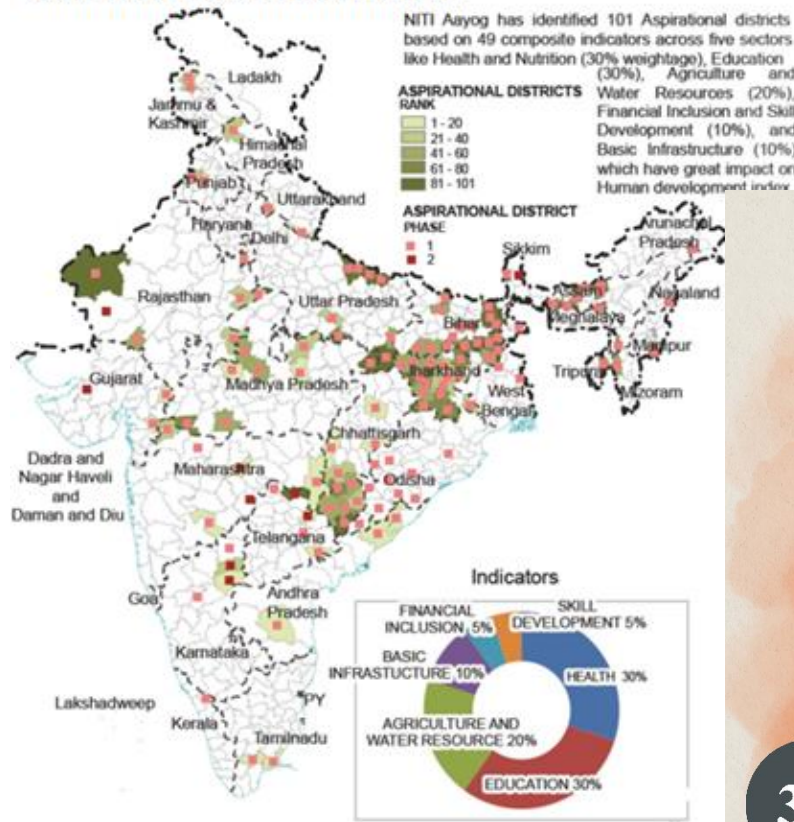 NITI Aayog has identified 101 Aspirational districts
based on 49 composite indicators across five sectors
like Health and Nutrition (30% weightage), Education
(30%), Agriculture and
Water Resources (20%),
Financial Inclusion and Skill
Development (10%), and
Basic Infrastructure (10%)
which have great impact on
Human development index
ASPIRATIONAL DISTRICTS
RANK
1 - 20
21 - 40
41 - 60
61 - 80
81 - 101
ASPIRATIONAL DISTRICT
PHASE
1
2
Ladakh
Jammu &
Kashmir
Himachal
Pradesh
Punjab
Uttarakhand
Haryana
Delhi
Sikkim
Arunachal
Pradesh
Rajasthan
Uttar Pradesh
Bihar
Assam
Nagaland
Meghalaya
Manipur
Tripura
Mizoram
Gujarat
Madhya Pradesh
Jharkhand
West
Bengal
Chhattisgarh
Odisha
Dadra and
Nagar Haveli
and
Daman and Diu
Maharashtra
Telangana
Goa
Andhra
Pradesh
Karnataka
Lakshadweep
Kerala
PY
Tamilnadu
Indicators
FINANCIAL
INCLUSION 5%
SKILL
DEVELOPMENT 5%
BASIC
INFRASTUCTURE 10%
HEALTH 30%
AGRICULTURE AND
WATER RESOURCE 20%
EDUCATION 30%
3